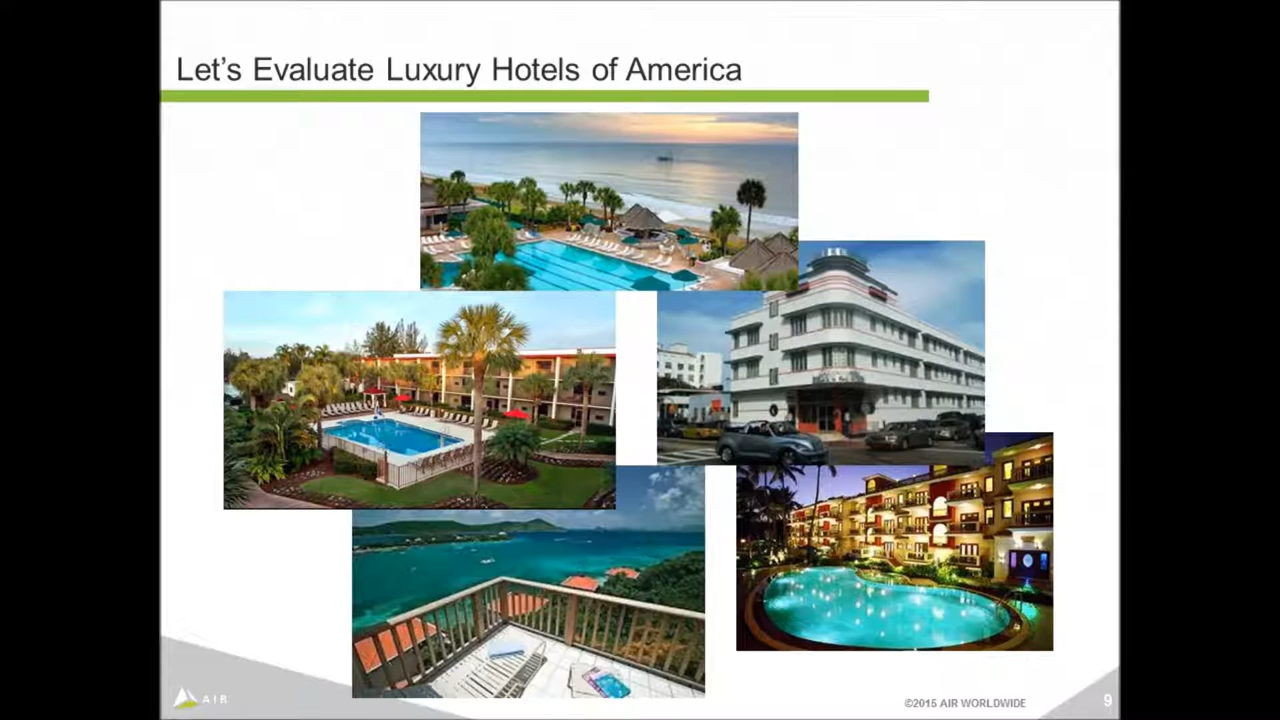 Let's Evaluate Luxury Hotels of America
AIR
©2015 AIR WORLDWIDE
9